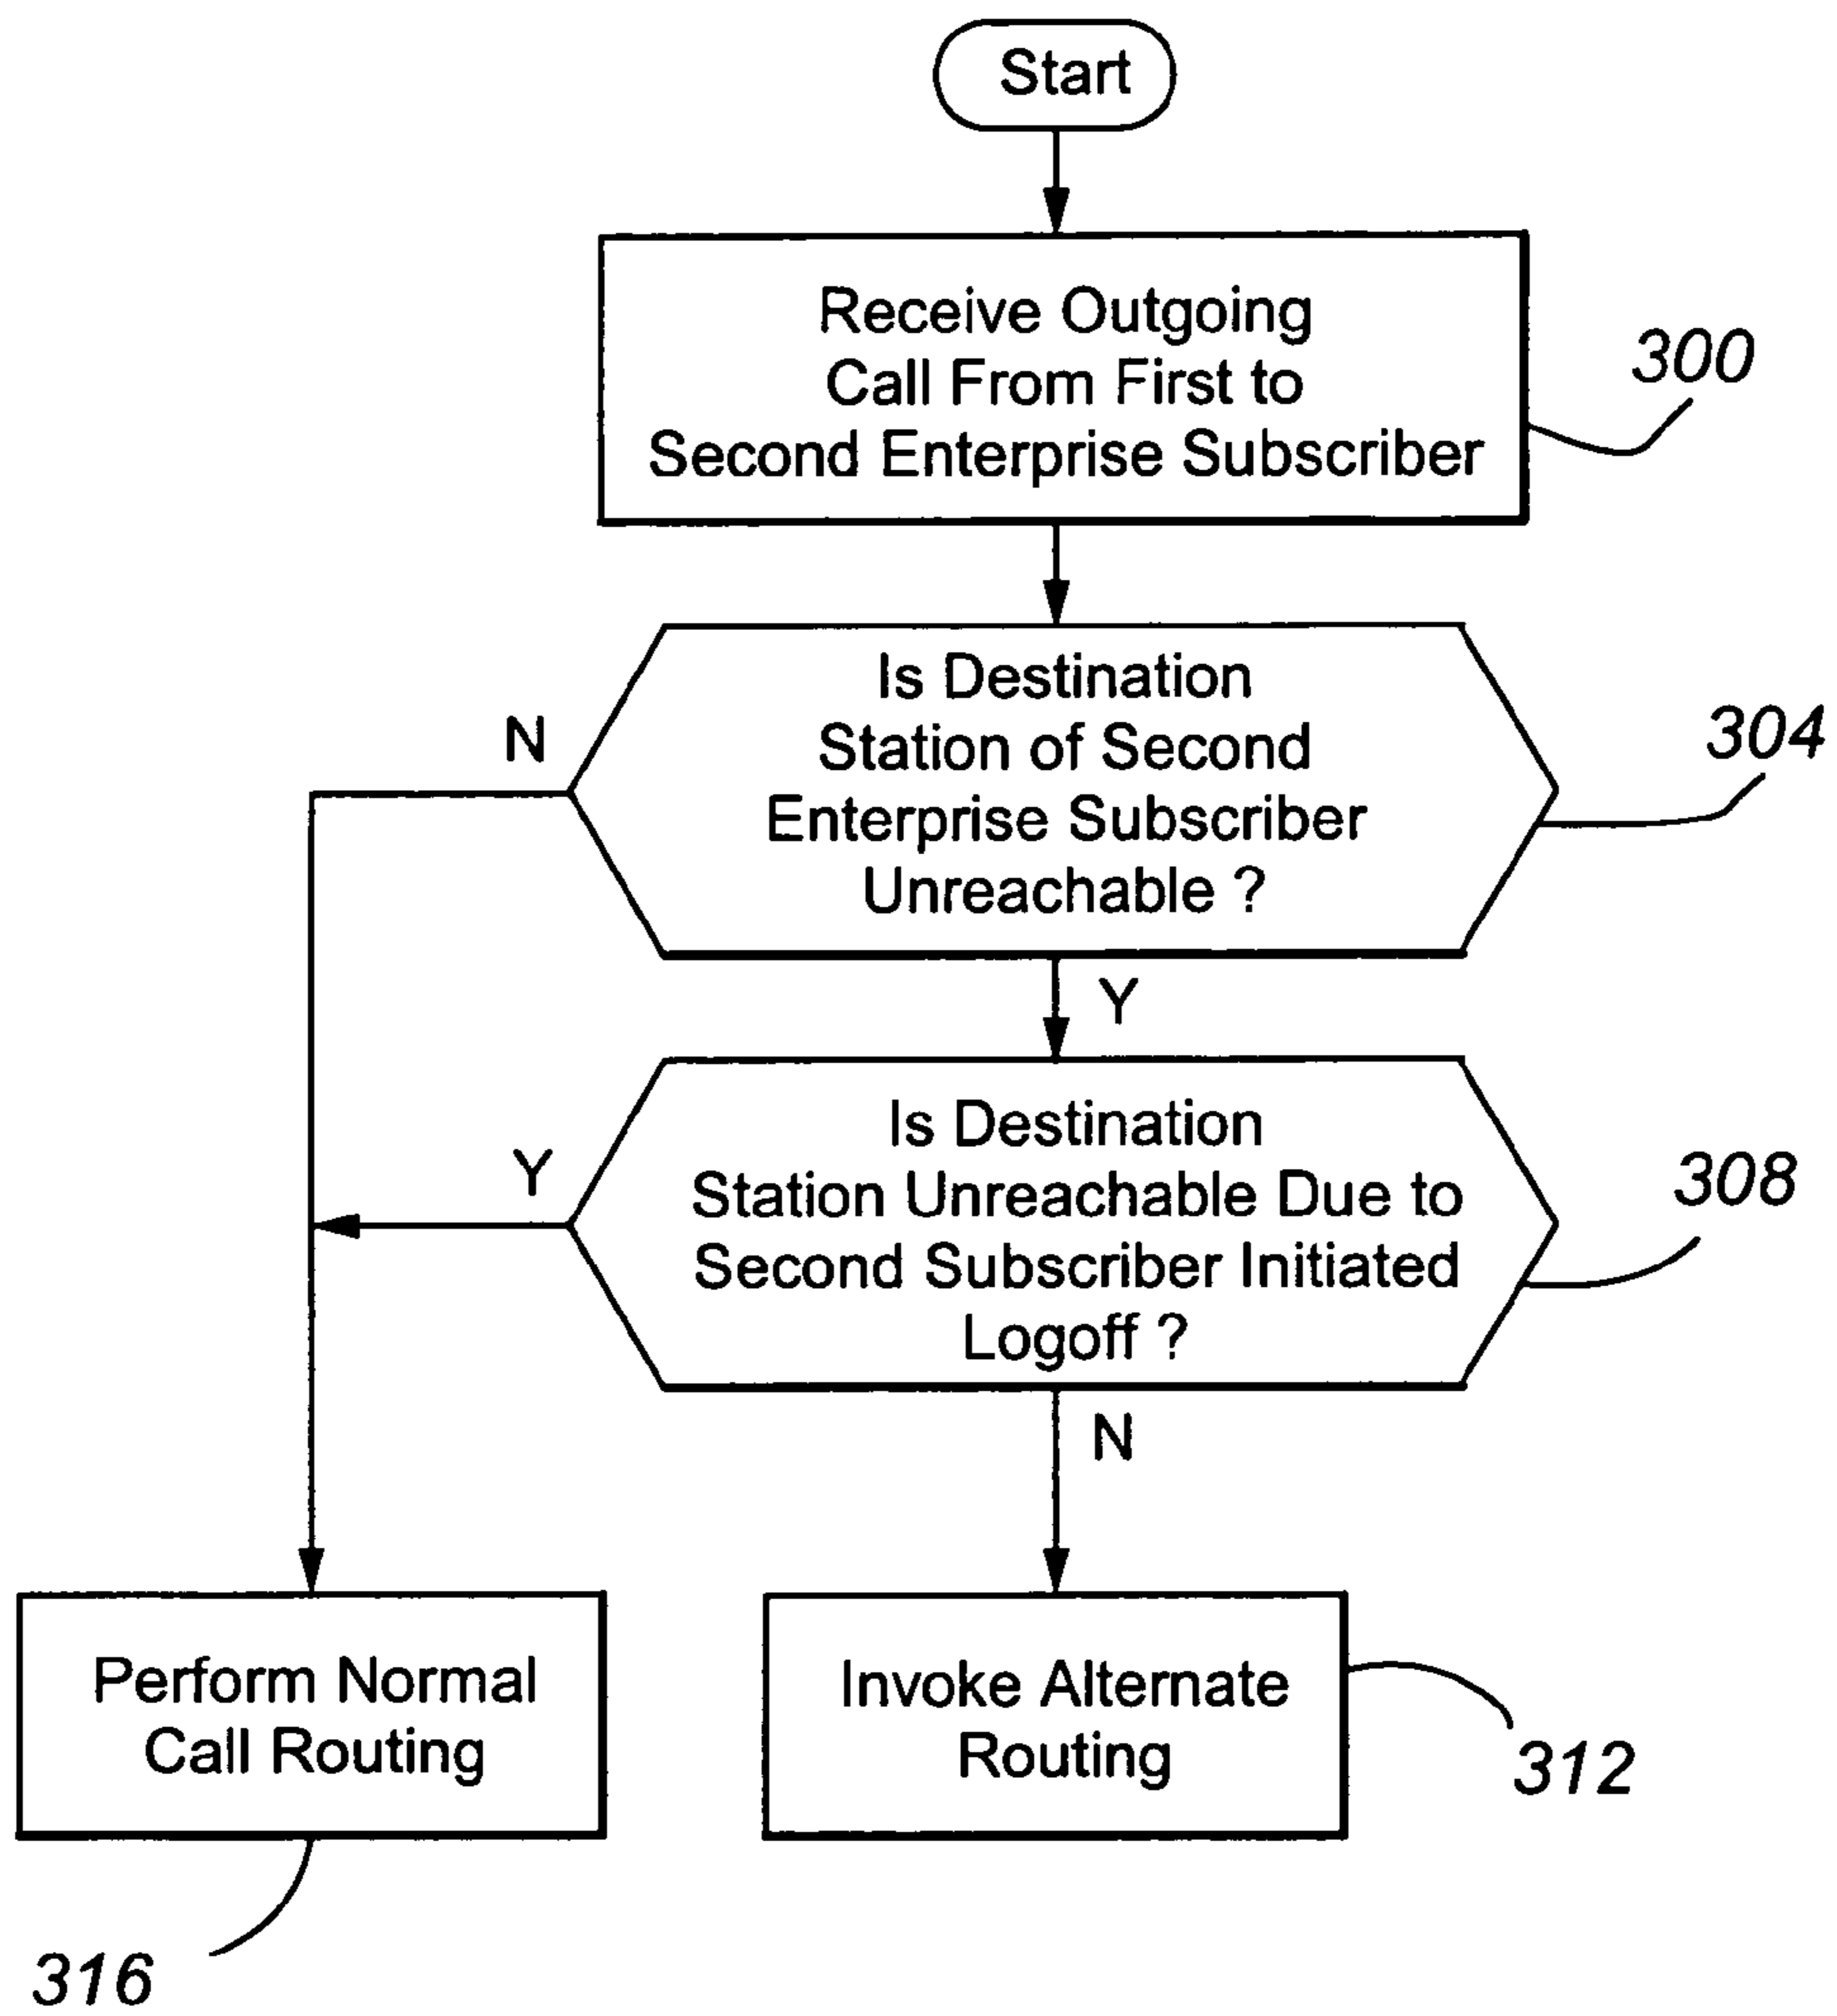 Start
Receive Outgoing
Call From First to
Second Enterprise Subscriber
300
Is Destination
Station of Second
Enterprise Subscriber
Unreachable ?
304
N
Y
Is Destination
Station Unreachable Due to
Second Subscriber Initiated
Logoff ?
308
Y
N
Perform Normal
Call Routing
316
Invoke Alternate
Routing
312